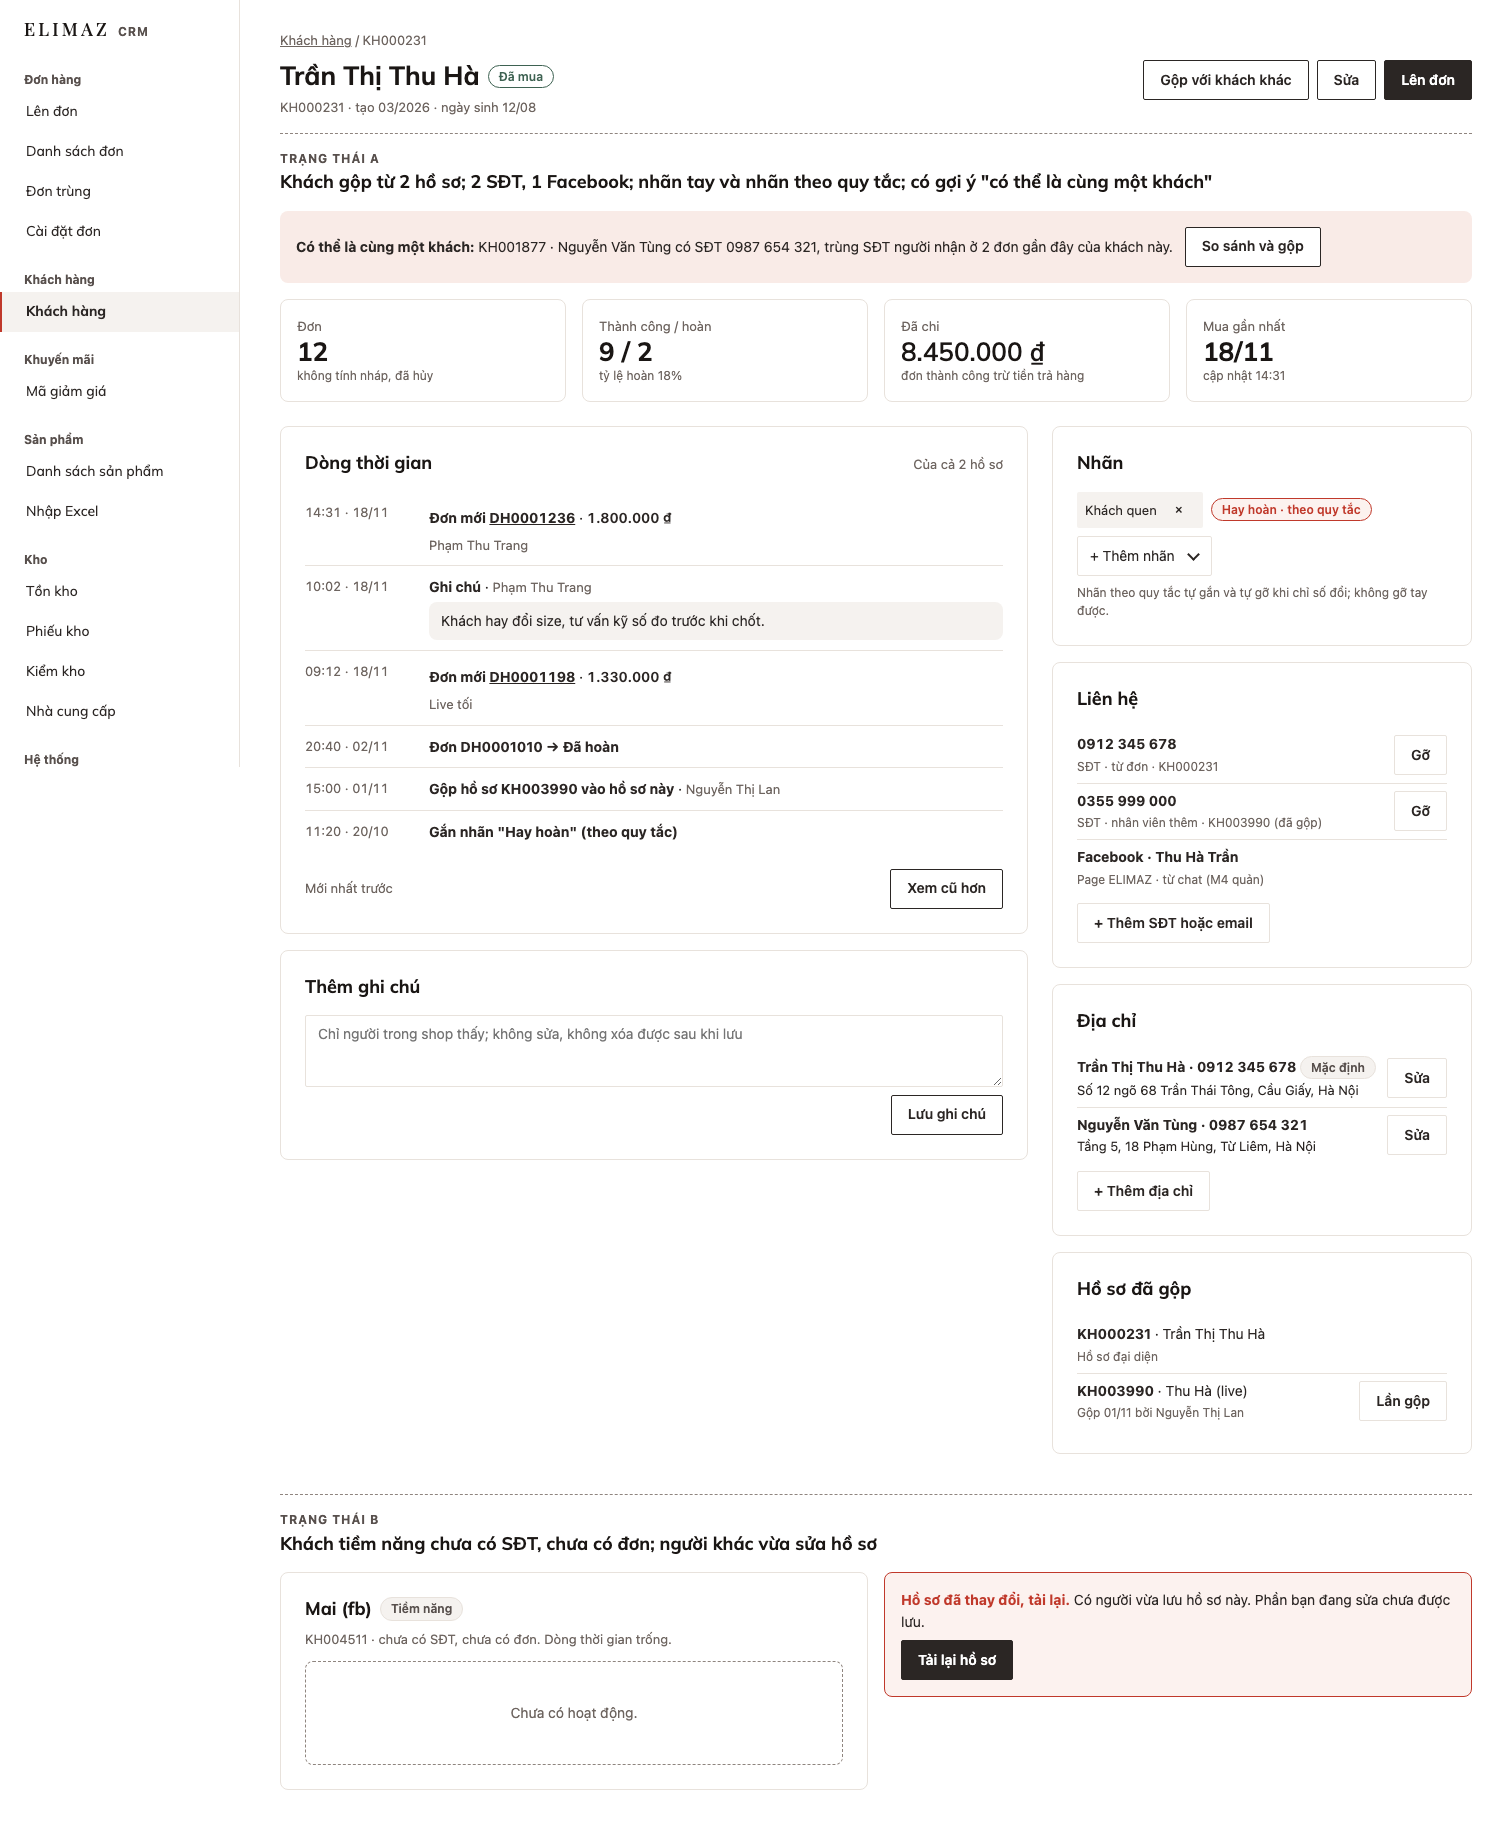 ELIMAZ CRM
Đơn hàng
Lên đơn
Danh sách đơn
Đơn trùng
Cài đặt đơn
Khách hàng
Khách hàng
Khuyến mãi
Mã giảm giá
Sản phẩm
Danh sách sản phẩm
Nhập Excel
Kho
Tồn kho
Phiếu kho
Kiểm kho
Nhà cung cấp
Hệ thống
Khách hàng / KH000231
Trần Thị Thu Hà Đã mua
KH000231 · tạo 03/2026 · ngày sinh 12/08
Gộp với khách khác
Sửa
Lên đơn
TRẠNG THÁI A
Khách gộp từ 2 hồ sơ; 2 SĐT, 1 Facebook; nhãn tay và nhãn theo quy tắc; có gợi ý "có thể là cùng một khách"
Có thể là cùng một khách: KH001877 · Nguyễn Văn Tùng có SĐT 0987 654 321, trùng SĐT người nhận ở 2 đơn gần đây của khách này.
So sánh và gộp
Đơn
12
không tính nháp, đã hủy
Thành công / hoàn
9 / 2
tỷ lệ hoàn 18%
Đã chi
8.450.000 ₫
đơn thành công trừ tiền trả hàng
Mua gần nhất
18/11
cập nhật 14:31
Dòng thời gian
Của cả 2 hồ sơ
14:31 · 18/11
Đơn mới DH0001236 · 1.800.000 ₫
Phạm Thu Trang
10:02 · 18/11
Ghi chú · Phạm Thu Trang
Khách hay đổi size, tư vấn kỹ số đo trước khi chốt.
09:12 · 18/11
Đơn mới DH0001198 · 1.330.000 ₫
Live tối
20:40 · 02/11
Đơn DH0001010 → Đã hoàn
15:00 · 01/11
Gộp hồ sơ KH003990 vào hồ sơ này · Nguyễn Thị Lan
11:20 · 20/10
Gắn nhãn "Hay hoàn" (theo quy tắc)
Mới nhất trước
Xem cũ hơn
Thêm ghi chú
Chỉ người trong shop thấy; không sửa, không xóa được sau khi lưu
Lưu ghi chú
Nhãn
Khách quen ×
Hay hoàn · theo quy tắc
+ Thêm nhãn
Nhãn theo quy tắc tự gắn và tự gỡ khi chỉ số đổi; không gỡ tay
được.
Liên hệ
0912 345 678
SĐT · từ đơn · KH000231
Gỡ
0355 999 000
SĐT · nhân viên thêm · KH003990 (đã gộp)
Gỡ
Facebook · Thu Hà Trần
Page ELIMAZ · từ chat (M4 quản)
+ Thêm SĐT hoặc email
Địa chỉ
Trần Thị Thu Hà · 0912 345 678 Mặc định
Số 12 ngõ 68 Trần Thái Tông, Cầu Giấy, Hà Nội
Sửa
Nguyễn Văn Tùng · 0987 654 321
Tầng 5, 18 Phạm Hùng, Từ Liêm, Hà Nội
Sửa
+ Thêm địa chỉ
Hồ sơ đã gộp
KH000231 · Trần Thị Thu Hà
Hồ sơ đại diện
KH003990 · Thu Hà (live)
Gộp 01/11 bởi Nguyễn Thị Lan
Lần gộp
TRẠNG THÁI B
Khách tiềm năng chưa có SĐT, chưa có đơn; người khác vừa sửa hồ sơ
Mai (fb) Tiềm năng
KH004511 · chưa có SĐT, chưa có đơn. Dòng thời gian trống.
Chưa có hoạt động.
Hồ sơ đã thay đổi, tải lại. Có người vừa lưu hồ sơ này. Phần bạn đang sửa chưa được
lưu.
Tải lại hồ sơ